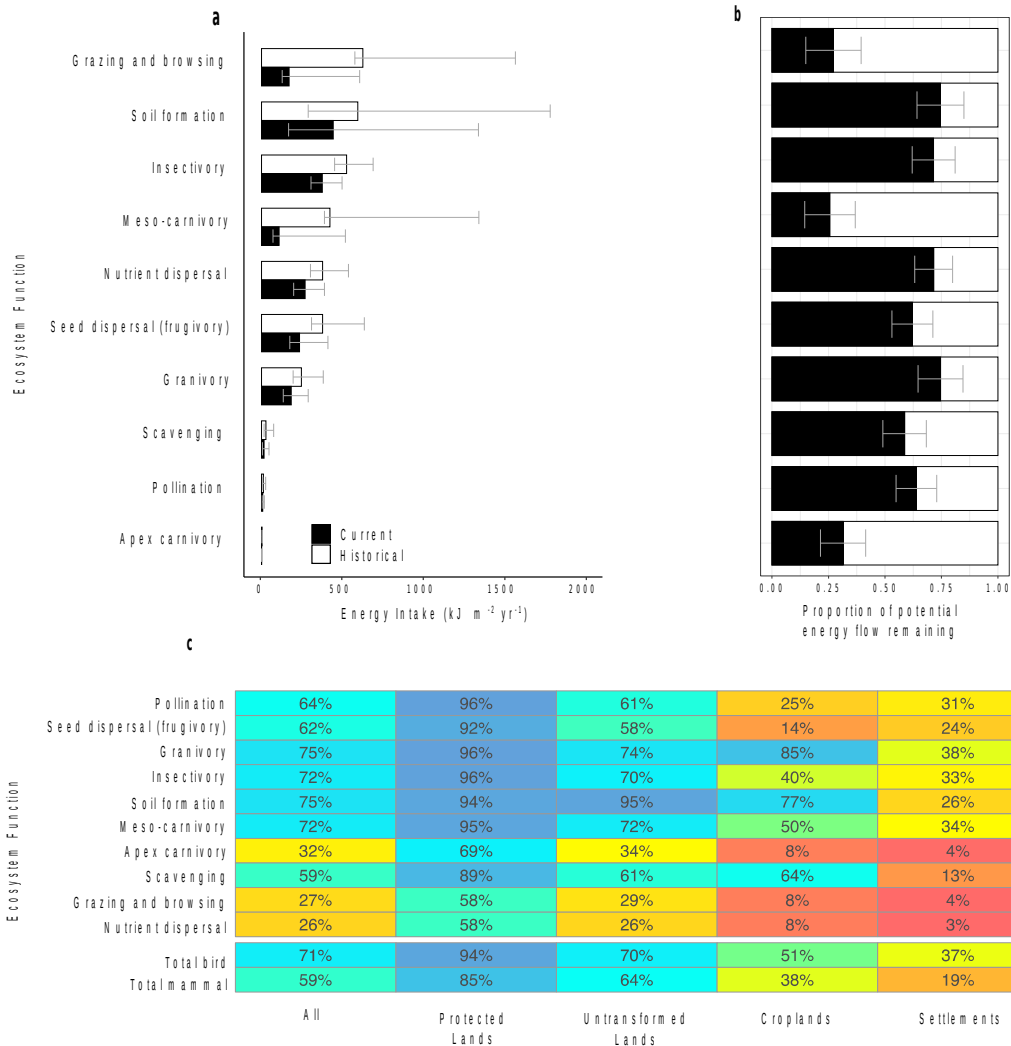 a
b
Ecosystem Function
Grazing and browsing
Soil formation
Insectivory
Meso-carnivory
Nutrient dispersal
Seed dispersal (frugivory)
Granivory
Scavenging
Pollination
Apex carnivory
Current
Historical
0 500 1000 1500 2000
Energy Intake (kJ m⁻² yr⁻¹)
0.00 0.25 0.50 0.75 1.00
Proportion of potential
energy flow remaining
c
Ecosystem Function
Pollination 64% 96% 61% 25% 31%
Seed dispersal (frugivory) 62% 92% 58% 14% 24%
Granivory 75% 96% 74% 85% 38%
Insectivory 72% 96% 70% 40% 33%
Soil formation 75% 94% 95% 77% 26%
Meso-carnivory 72% 95% 72% 50% 34%
Apex carnivory 32% 69% 34% 8% 4%
Scavenging 59% 89% 61% 64% 13%
Grazing and browsing 27% 58% 29% 8% 4%
Nutrient dispersal 26% 58% 26% 8% 3%
Total bird 71% 94% 70% 51% 37%
Total mammal 59% 85% 64% 38% 19%
All Protected Untransformed Croplands Settlements
Lands Lands